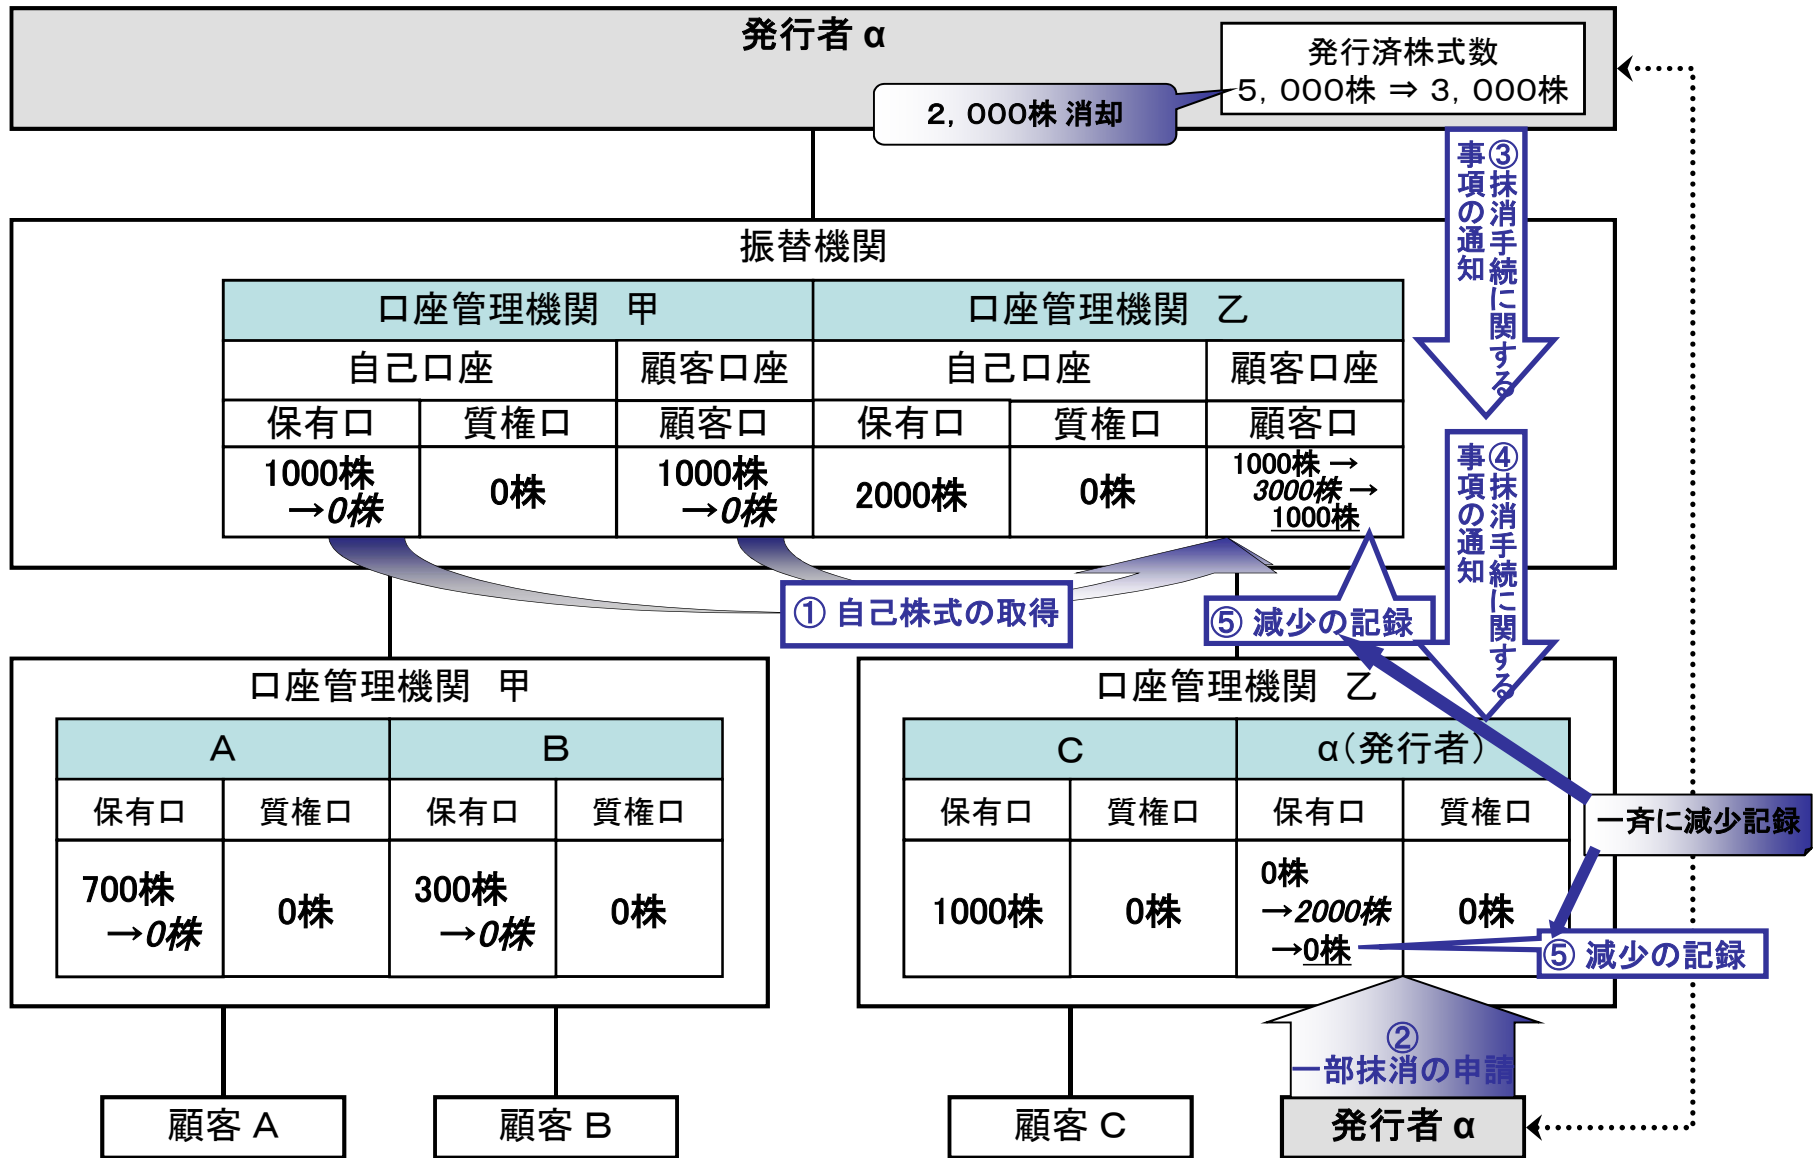 発行者 α
発行済株式数
5，000株 ⇒ 3，000株
2，000株 消却
③抹消手続に関する
事項の通知
振替機関
口座管理機関　甲
口座管理機関　乙
自己口座
顧客口座
自己口座
顧客口座
保有口
質権口
顧客口
保有口
質権口
顧客口
1000株
→0株
0株
1000株
→0株
2000株
0株
1000株 →
3000株 →
1000株
④抹消手続に関する
事項の通知
① 自己株式の取得
⑤ 減少の記録
口座管理機関　甲
A
B
保有口
質権口
保有口
質権口
700株
→0株
0株
300株
→0株
0株
口座管理機関　乙
C
α（発行者）
保有口
質権口
保有口
質権口
1000株
0株
0株
→2000株
→0株
0株
一斉に減少記録
⑤ 減少の記録
②
一部抹消の申請
顧客 A
顧客 B
顧客 C
発行者 α